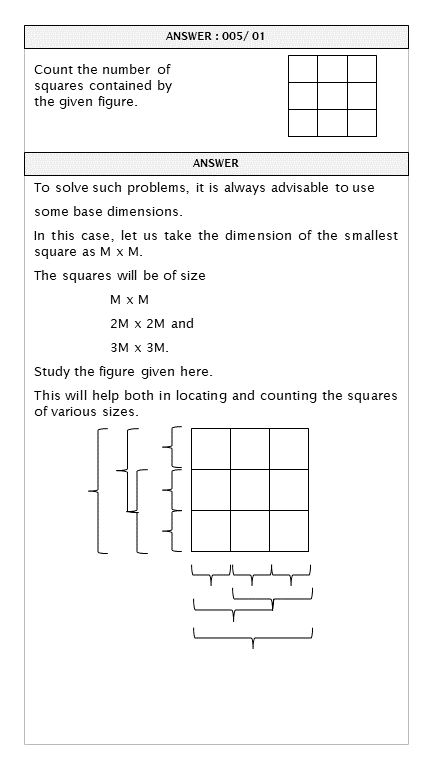 ANSWER : 005/ 01
Count the number of
squares contained by
the given figure.
ANSWER
To solve such problems, it is always advisable to use
some base dimensions.
In this case, let us take the dimension of the smallest
square as M x M.
The squares will be of size
M x M
2M x 2M and
3M x 3M.
Study the figure given here.
This will help both in locating and counting the squares
of various sizes.